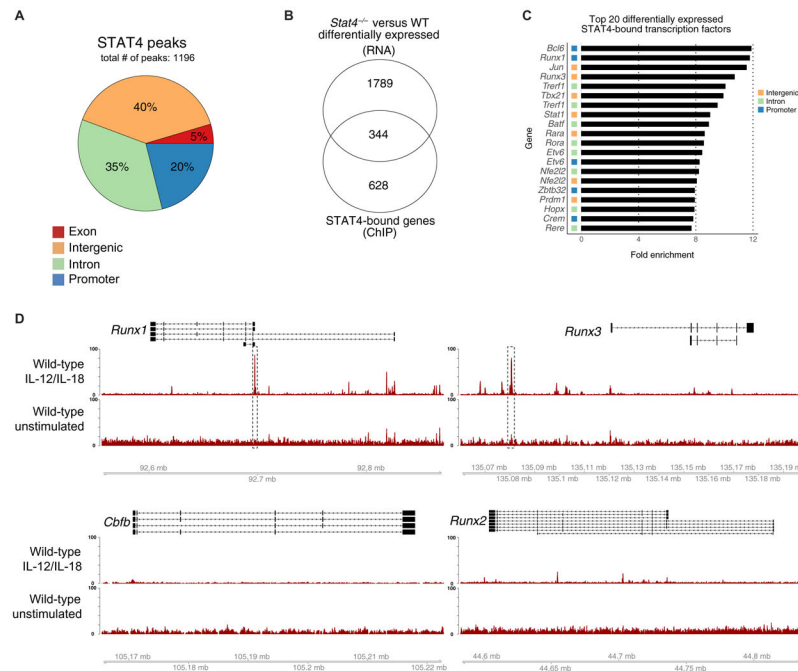 A
STAT4 peaks
total # of peaks: 1196
40%
5%
35%
20%
Exon
Intergenic
Intron
Promoter
B
Stat4⁻/⁻ versus WT
differentially expressed
(RNA)
1789
344
628
STAT4-bound genes
(ChIP)
C
Top 20 differentially expressed
STAT4-bound transcription factors
Gene
Bcl6
Runx1
Jun
Runx3
Trerf1
Tbx21
Trerf1
Stat1
Batf
Rara
Rora
Etv6
Etv6
Nfe2l2
Nfe2l2
Zbtb32
Prdm1
Hopx
Crem
Rere
0 4 8 12
Fold enrichment
Intergenic
Intron
Promoter
D
Runx1
Wild-type
IL-12/IL-18
100
0
Wild-type
unstimulated
100
0
92,6 mb 92,8 mb
92,7 mb
Runx3
100
0
100
0
135,07 mb 135,09 mb 135,11 mb 135,13 mb 135,15 mb 135,17 mb 135,19 mb
135,08 mb 135,1 mb 135,12 mb 135,14 mb 135,16 mb 135,18 mb
Cbfb
Wild-type
IL-12/IL-18
100
0
Wild-type
unstimulated
100
0
105,17 mb 105,19 mb 105,21 mb
105,18 mb 105,2 mb 105,22 mb
Runx2
100
0
100
0
44,6 mb 44,7 mb 44,8 mb
44,65 mb 44,75 mb